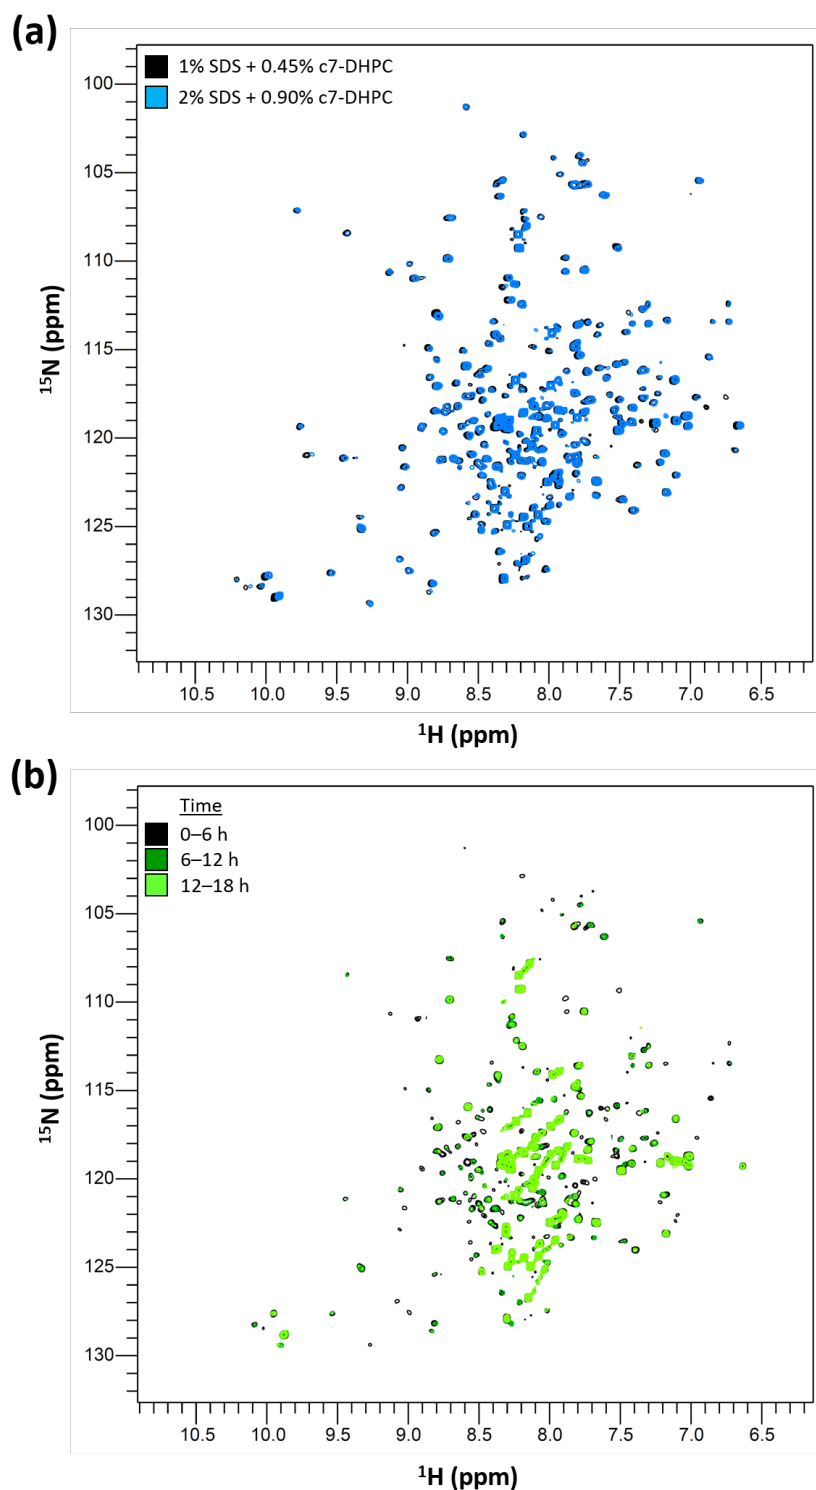 (a)
1% SDS + 0.45% c7-DHPC
2% SDS + 0.90% c7-DHPC
100
105
110
115
120
125
130
¹⁵N (ppm)
10.5 10.0 9.5 9.0 8.5 8.0 7.5 7.0 6.5
¹H (ppm)
(b)
Time
0–6 h
6–12 h
12–18 h
100
105
110
115
120
125
130
¹⁵N (ppm)
10.5 10.0 9.5 9.0 8.5 8.0 7.5 7.0 6.5
¹H (ppm)